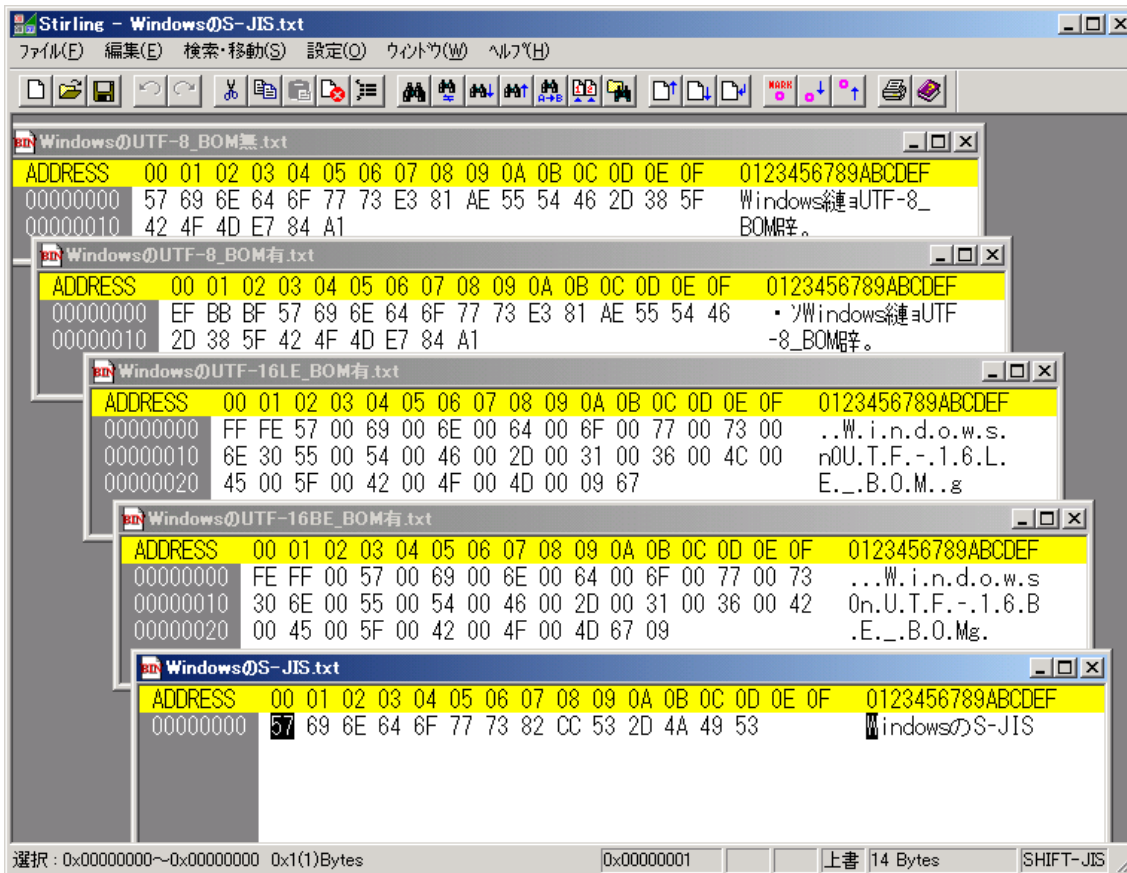 Stirling - WindowsのS-JIS.txt
ファイル(F) 編集(E) 検索・移動(S) 設定(O) ウィンドウ(W) ヘルプ(H)
MARK
WindowsのUTF-8_BOM無.txt
ADDRESS 00 01 02 03 04 05 06 07 08 09 0A 0B 0C 0D 0E 0F 0123456789ABCDEF
00000000 57 69 6E 64 6F 77 73 E3 81 AE 55 54 46 2D 38 5F Windows縺ョUTF-8_
00000010 42 4F 4D E7 84 A1 BOM辟。
WindowsのUTF-8_BOM有.txt
ADDRESS 00 01 02 03 04 05 06 07 08 09 0A 0B 0C 0D 0E 0F 0123456789ABCDEF
00000000 EF BB BF 57 69 6E 64 6F 77 73 E3 81 AE 55 54 46 ・ソWindows縺ョUTF
00000010 2D 38 5F 42 4F 4D E7 84 A1 -8_BOM辟。
WindowsのUTF-16LE_BOM有.txt
ADDRESS 00 01 02 03 04 05 06 07 08 09 0A 0B 0C 0D 0E 0F 0123456789ABCDEF
00000000 FF FE 57 00 69 00 6E 00 64 00 6F 00 77 00 73 00 ..W.i.n.d.o.w.s.
00000010 6E 30 55 00 54 00 46 00 2D 00 31 00 36 00 4C 00 n0U.T.F.-.1.6.L.
00000020 45 00 5F 00 42 00 4F 00 4D 00 09 67 E._.B.O.M..g
WindowsのUTF-16BE_BOM有.txt
ADDRESS 00 01 02 03 04 05 06 07 08 09 0A 0B 0C 0D 0E 0F 0123456789ABCDEF
00000000 FE FF 00 57 00 69 00 6E 00 64 00 6F 00 77 00 73 ...W.i.n.d.o.w.s
00000010 30 6E 00 55 00 54 00 46 00 2D 00 31 00 36 00 42 0n.U.T.F.-.1.6.B
00000020 00 45 00 5F 00 42 00 4F 00 4D 67 09 .E._.B.O.Mg.
WindowsのS-JIS.txt
ADDRESS 00 01 02 03 04 05 06 07 08 09 0A 0B 0C 0D 0E 0F 0123456789ABCDEF
00000000 57 69 6E 64 6F 77 73 82 CC 53 2D 4A 49 53 WindowsのS-JIS
選択 : 0x00000000～0x00000000 0x1(1)Bytes 0x00000001 上書 14 Bytes SHIFT-JIS